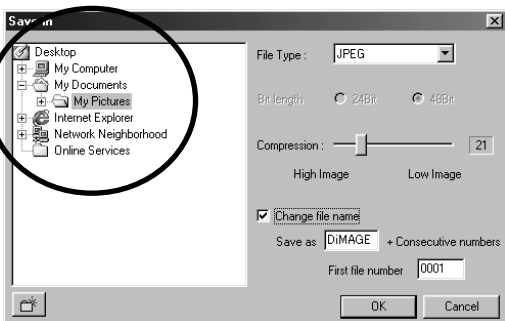 Save in
Desktop
My Computer
My Documents
My Pictures
Internet Explorer
Network Neighborhood
Online Services
File Type :
JPEG
Bit length
24Bit
48Bit
Compression :
21
High Image
Low Image
Change file name
Save as
DiMAGE
+ Consecutive numbers
First file number
0001
OK
Cancel